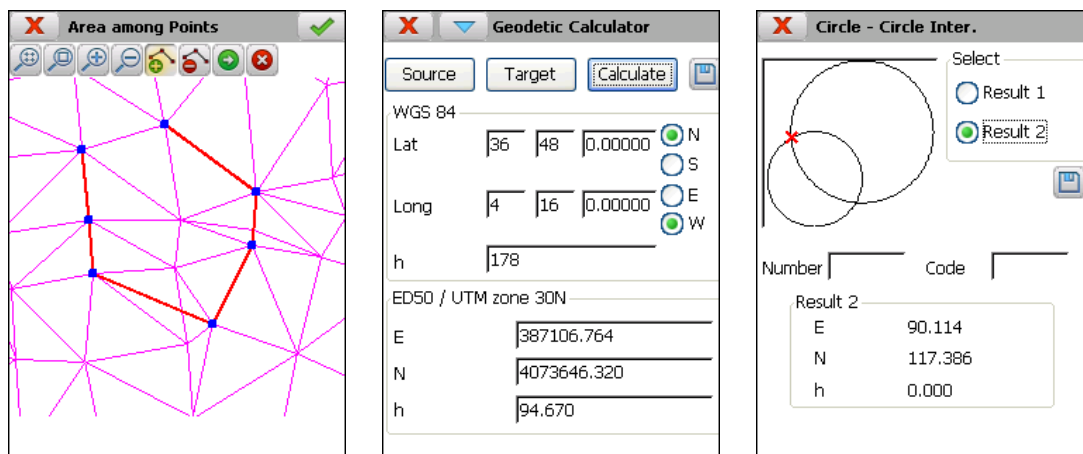 Area among Points
Geodetic Calculator
Source Target Calculate
WGS 84
Lat 36 48 0.00000 N
S
Long 4 16 0.00000 E
W
h 178
ED50 / UTM zone 30N
E 387106.764
N 4073646.320
h 94.670
Circle - Circle Inter.
Select
Result 1
Result 2
Number Code
Result 2
E 90.114
N 117.386
h 0.000